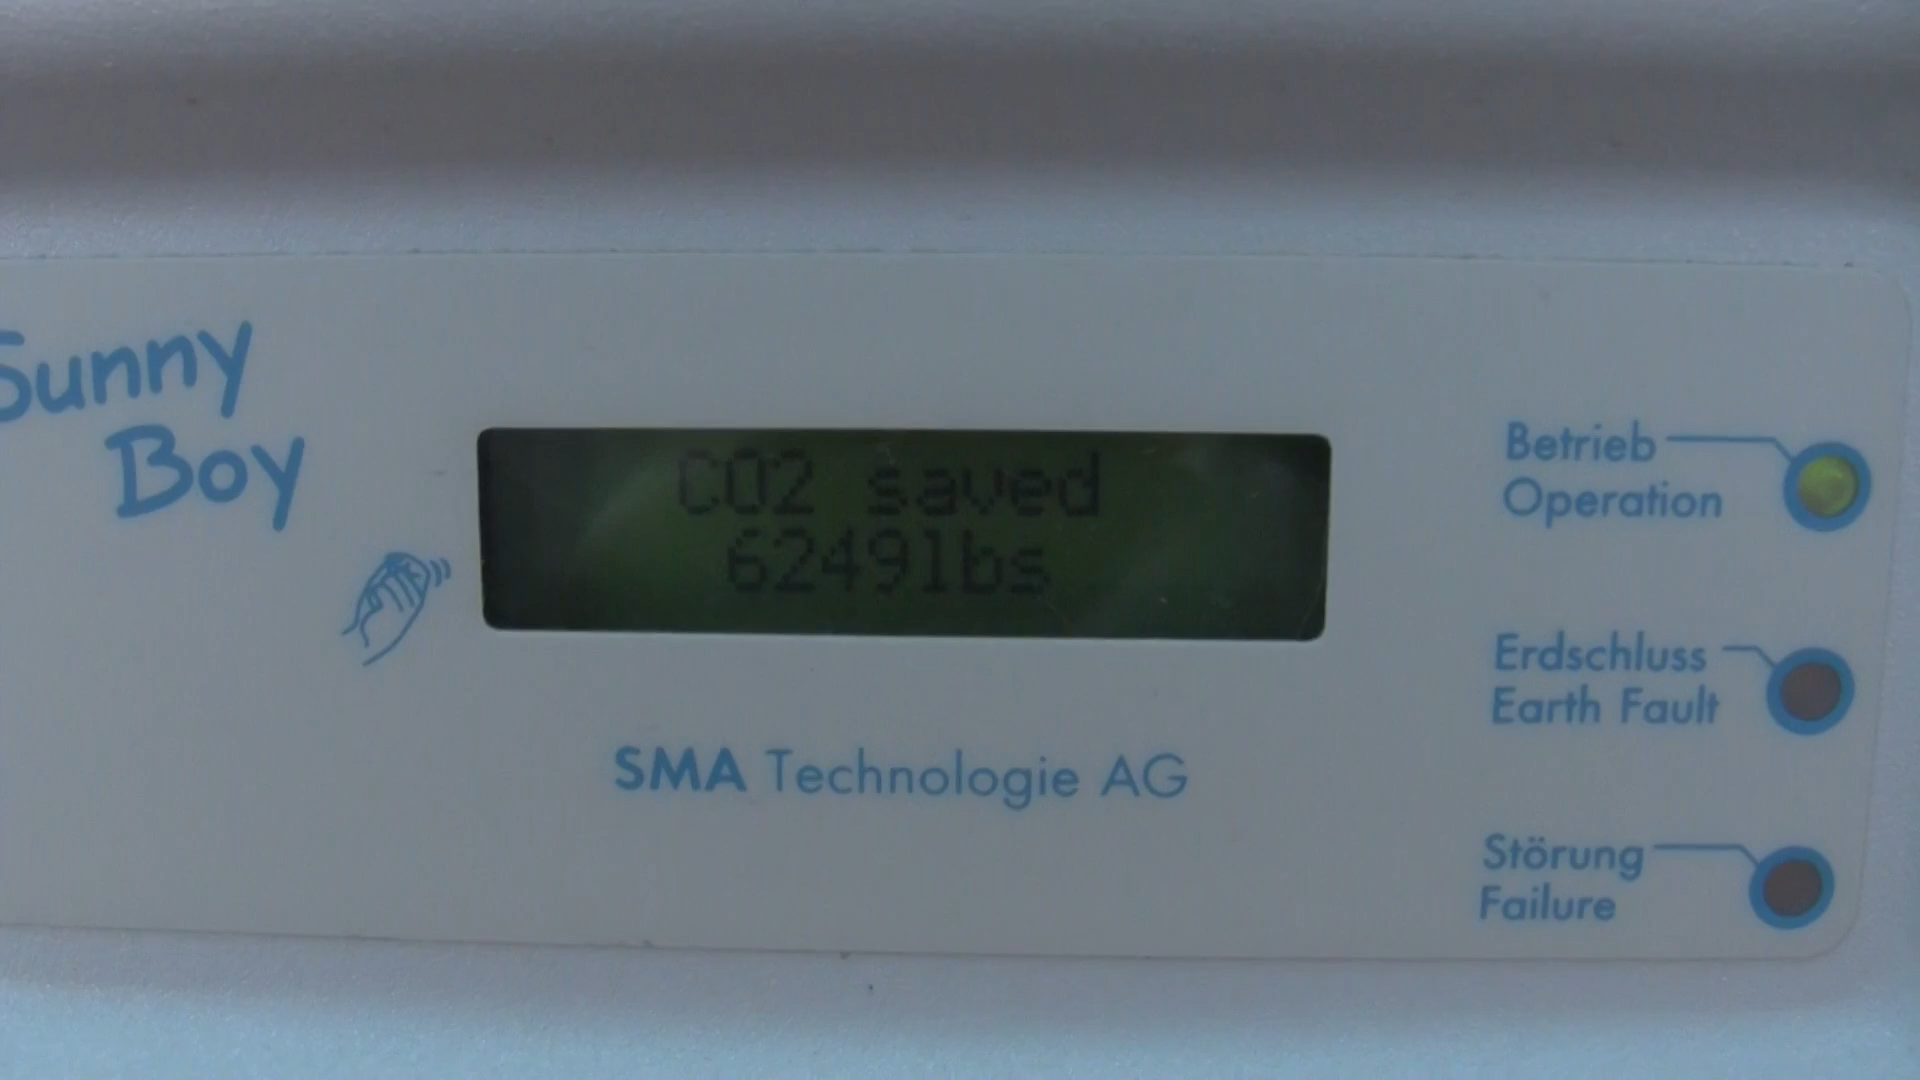 Sunny
Boy
CO2 saved
6249lbs
SMA Technologie AG
Betrieb
Operation
Erdschluss
Earth Fault
Störung
Failure